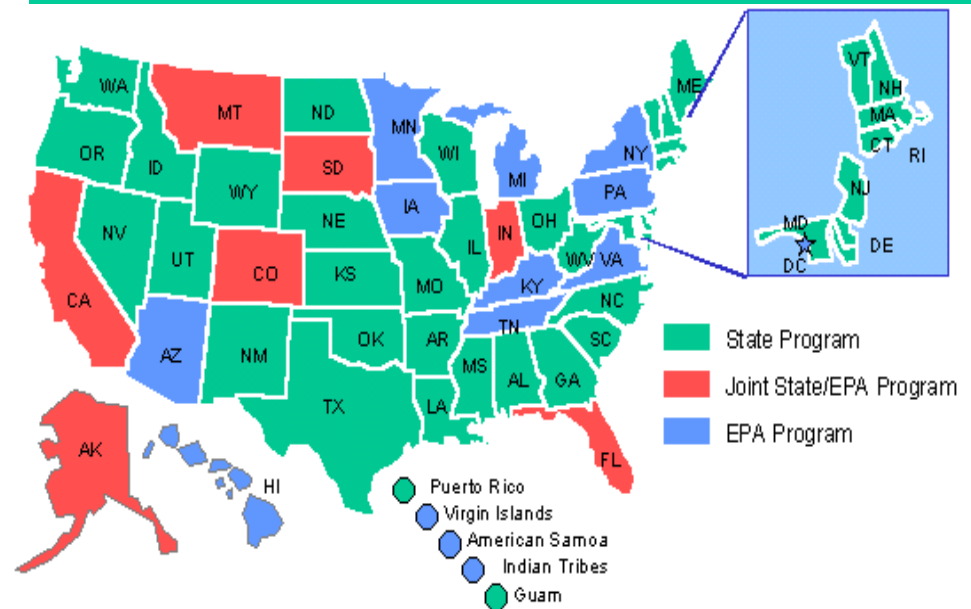 WA
MT
ND
MN
ME
VT
NH
MA
CT
RI
OR
ID
SD
WI
NY
WY
MI
NJ
IA
PA
MD
DE
DC
NV
NE
IL
IN
OH
UT
CO
WV
VA
CA
KS
MO
KY
NC
AZ
NM
OK
AR
TN
SC
MS
AL
GA
TX
LA
State Program
Joint State/EPA Program
EPA Program
AK
HI
FL
Puerto Rico
Virgin Islands
American Samoa
Indian Tribes
Guam